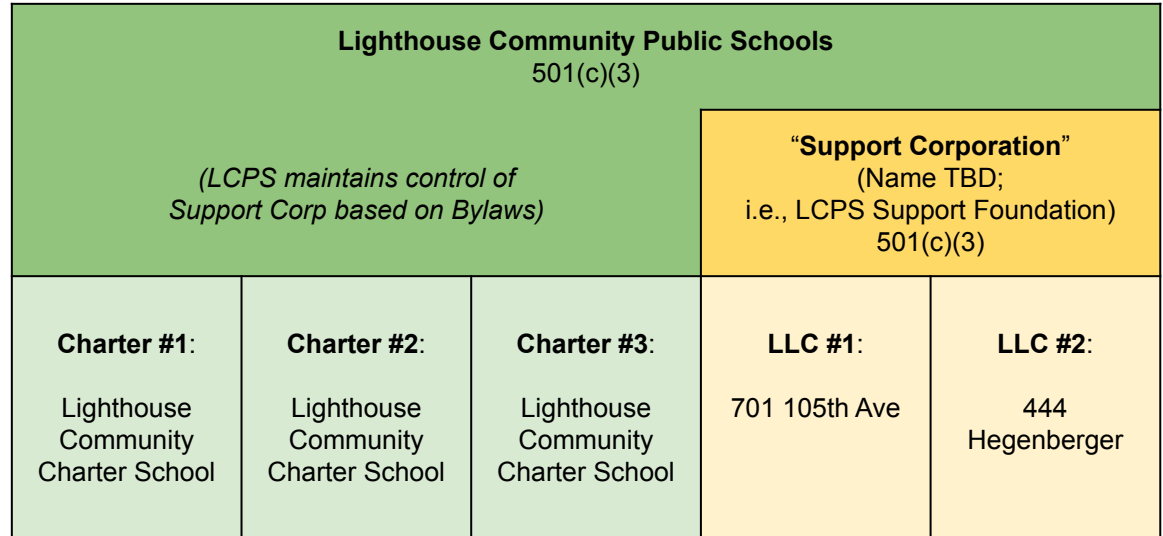 Lighthouse Community Public Schools
501(c)(3)
(LCPS maintains control of
Support Corp based on Bylaws)
“Support Corporation”
(Name TBD;
i.e., LCPS Support Foundation)
501(c)(3)
Charter #1:
Lighthouse
Community
Charter School
Charter #2:
Lighthouse
Community
Charter School
Charter #3:
Lighthouse
Community
Charter School
LLC #1:
701 105th Ave
LLC #2:
444
Hegenberger